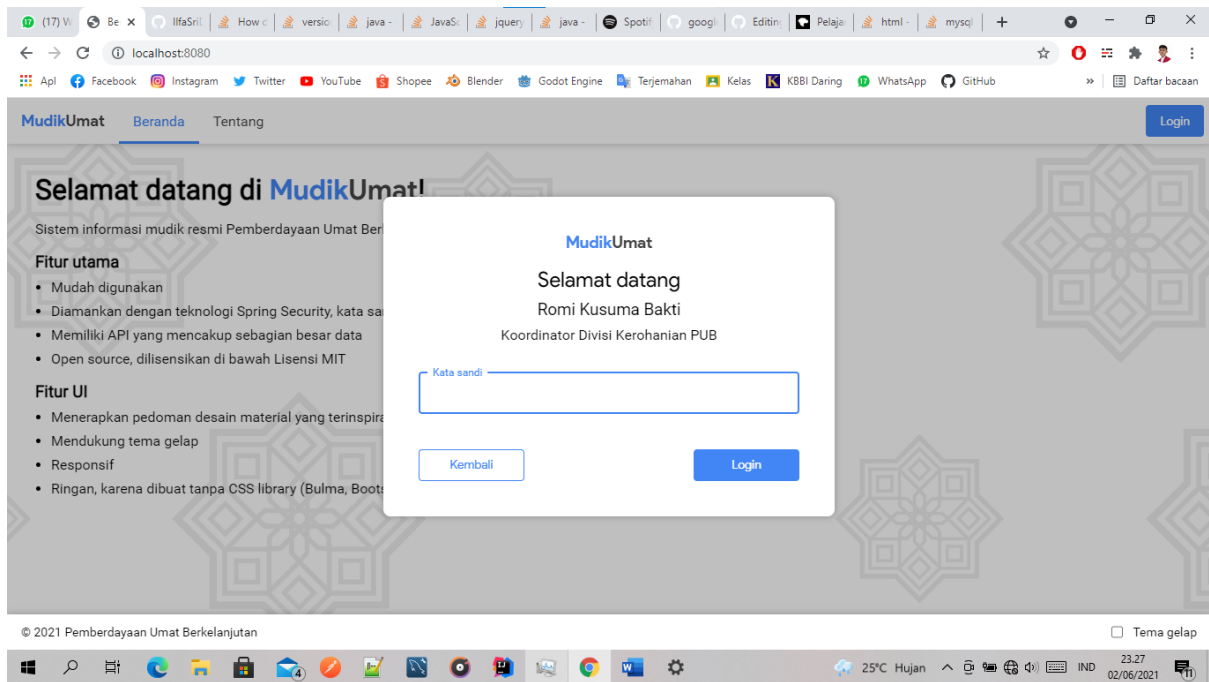 (17) W
Be
IlfaSri
How c
versio
java -
JavaSc
jquery
java -
Spotif
googl
Editin
Pelaja
html -
mysql
localhost:8080
Apl Facebook Instagram Twitter YouTube Shopee Blender Godot Engine Terjemahan Kelas KBBI Daring WhatsApp GitHub » Daftar bacaan
MudikUmat Beranda Tentang Login
Selamat datang di MudikUmat!
Sistem informasi mudik resmi Pemberdayaan Umat Ber
Fitur utama
• Mudah digunakan
• Diamankan dengan teknologi Spring Security, kata sa
• Memiliki API yang mencakup sebagian besar data
• Open source, dilisensikan di bawah Lisensi MIT
Fitur UI
• Menerapkan pedoman desain material yang terinspira
• Mendukung tema gelap
• Responsif
• Ringan, karena dibuat tanpa CSS library (Bulma, Boots
MudikUmat
Selamat datang
Romi Kusuma Bakti
Koordinator Divisi Kerohanian PUB
Kata sandi
Kembali Login
© 2021 Pemberdayaan Umat Berkelanjutan Tema gelap
25°C Hujan IND 23.27
02/06/2021